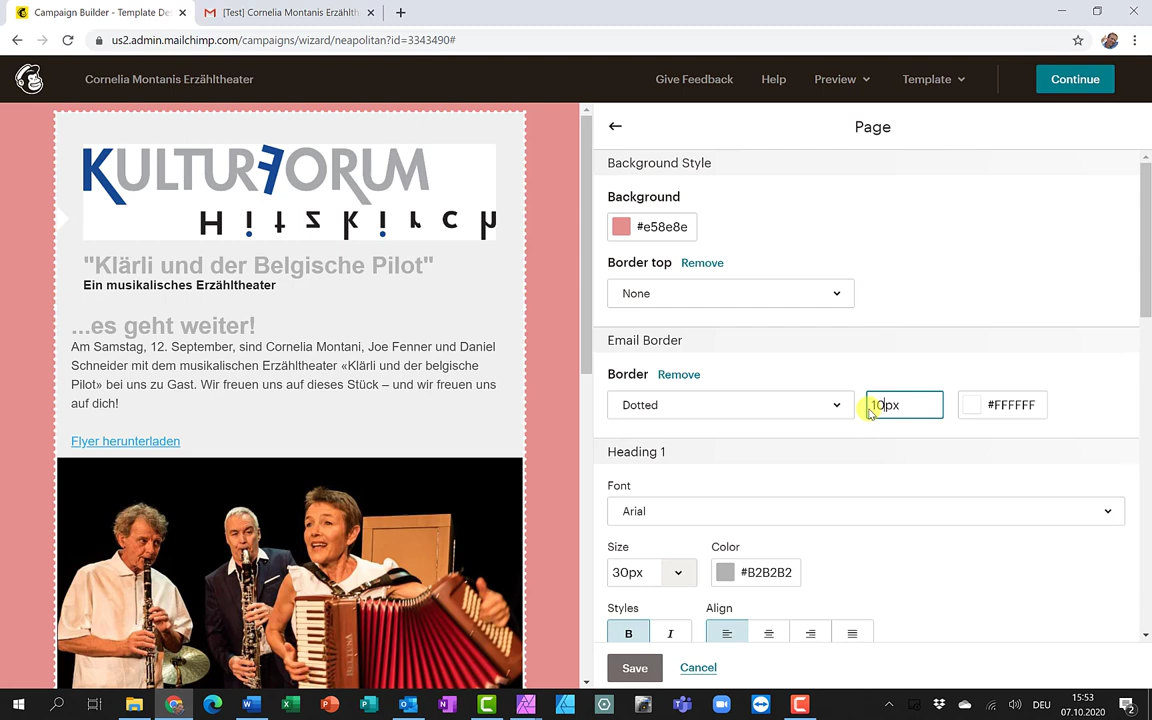 Campaign Builder - Template De
[Test] Cornelia Montanis Erzählth
us2.admin.mailchimp.com/campaigns/wizard/neapolitan?id=3343490#
Cornelia Montanis Erzähltheater
Give Feedback
Help
Preview
Template
Continue
Page
Background Style
Background
#e58e8e
Border top Remove
None
Email Border
Border Remove
Dotted
10px
#FFFFFF
Heading 1
Font
Arial
Size
Color
30px
#B2B2B2
Styles
Align
B
I
Save
Cancel
KULTURFORUM
Hitzkirch
"Klärli und der Belgische Pilot"
Ein musikalisches Erzähltheater
...es geht weiter!
Am Samstag, 12. September, sind Cornelia Montani, Joe Fenner und Daniel
Schneider mit dem musikalischen Erzähltheater «Klärli und der belgische
Pilot» bei uns zu Gast. Wir freuen uns auf dieses Stück – und wir freuen uns
auf dich!
Flyer herunterladen
DEU
15:53
07.10.2020
2